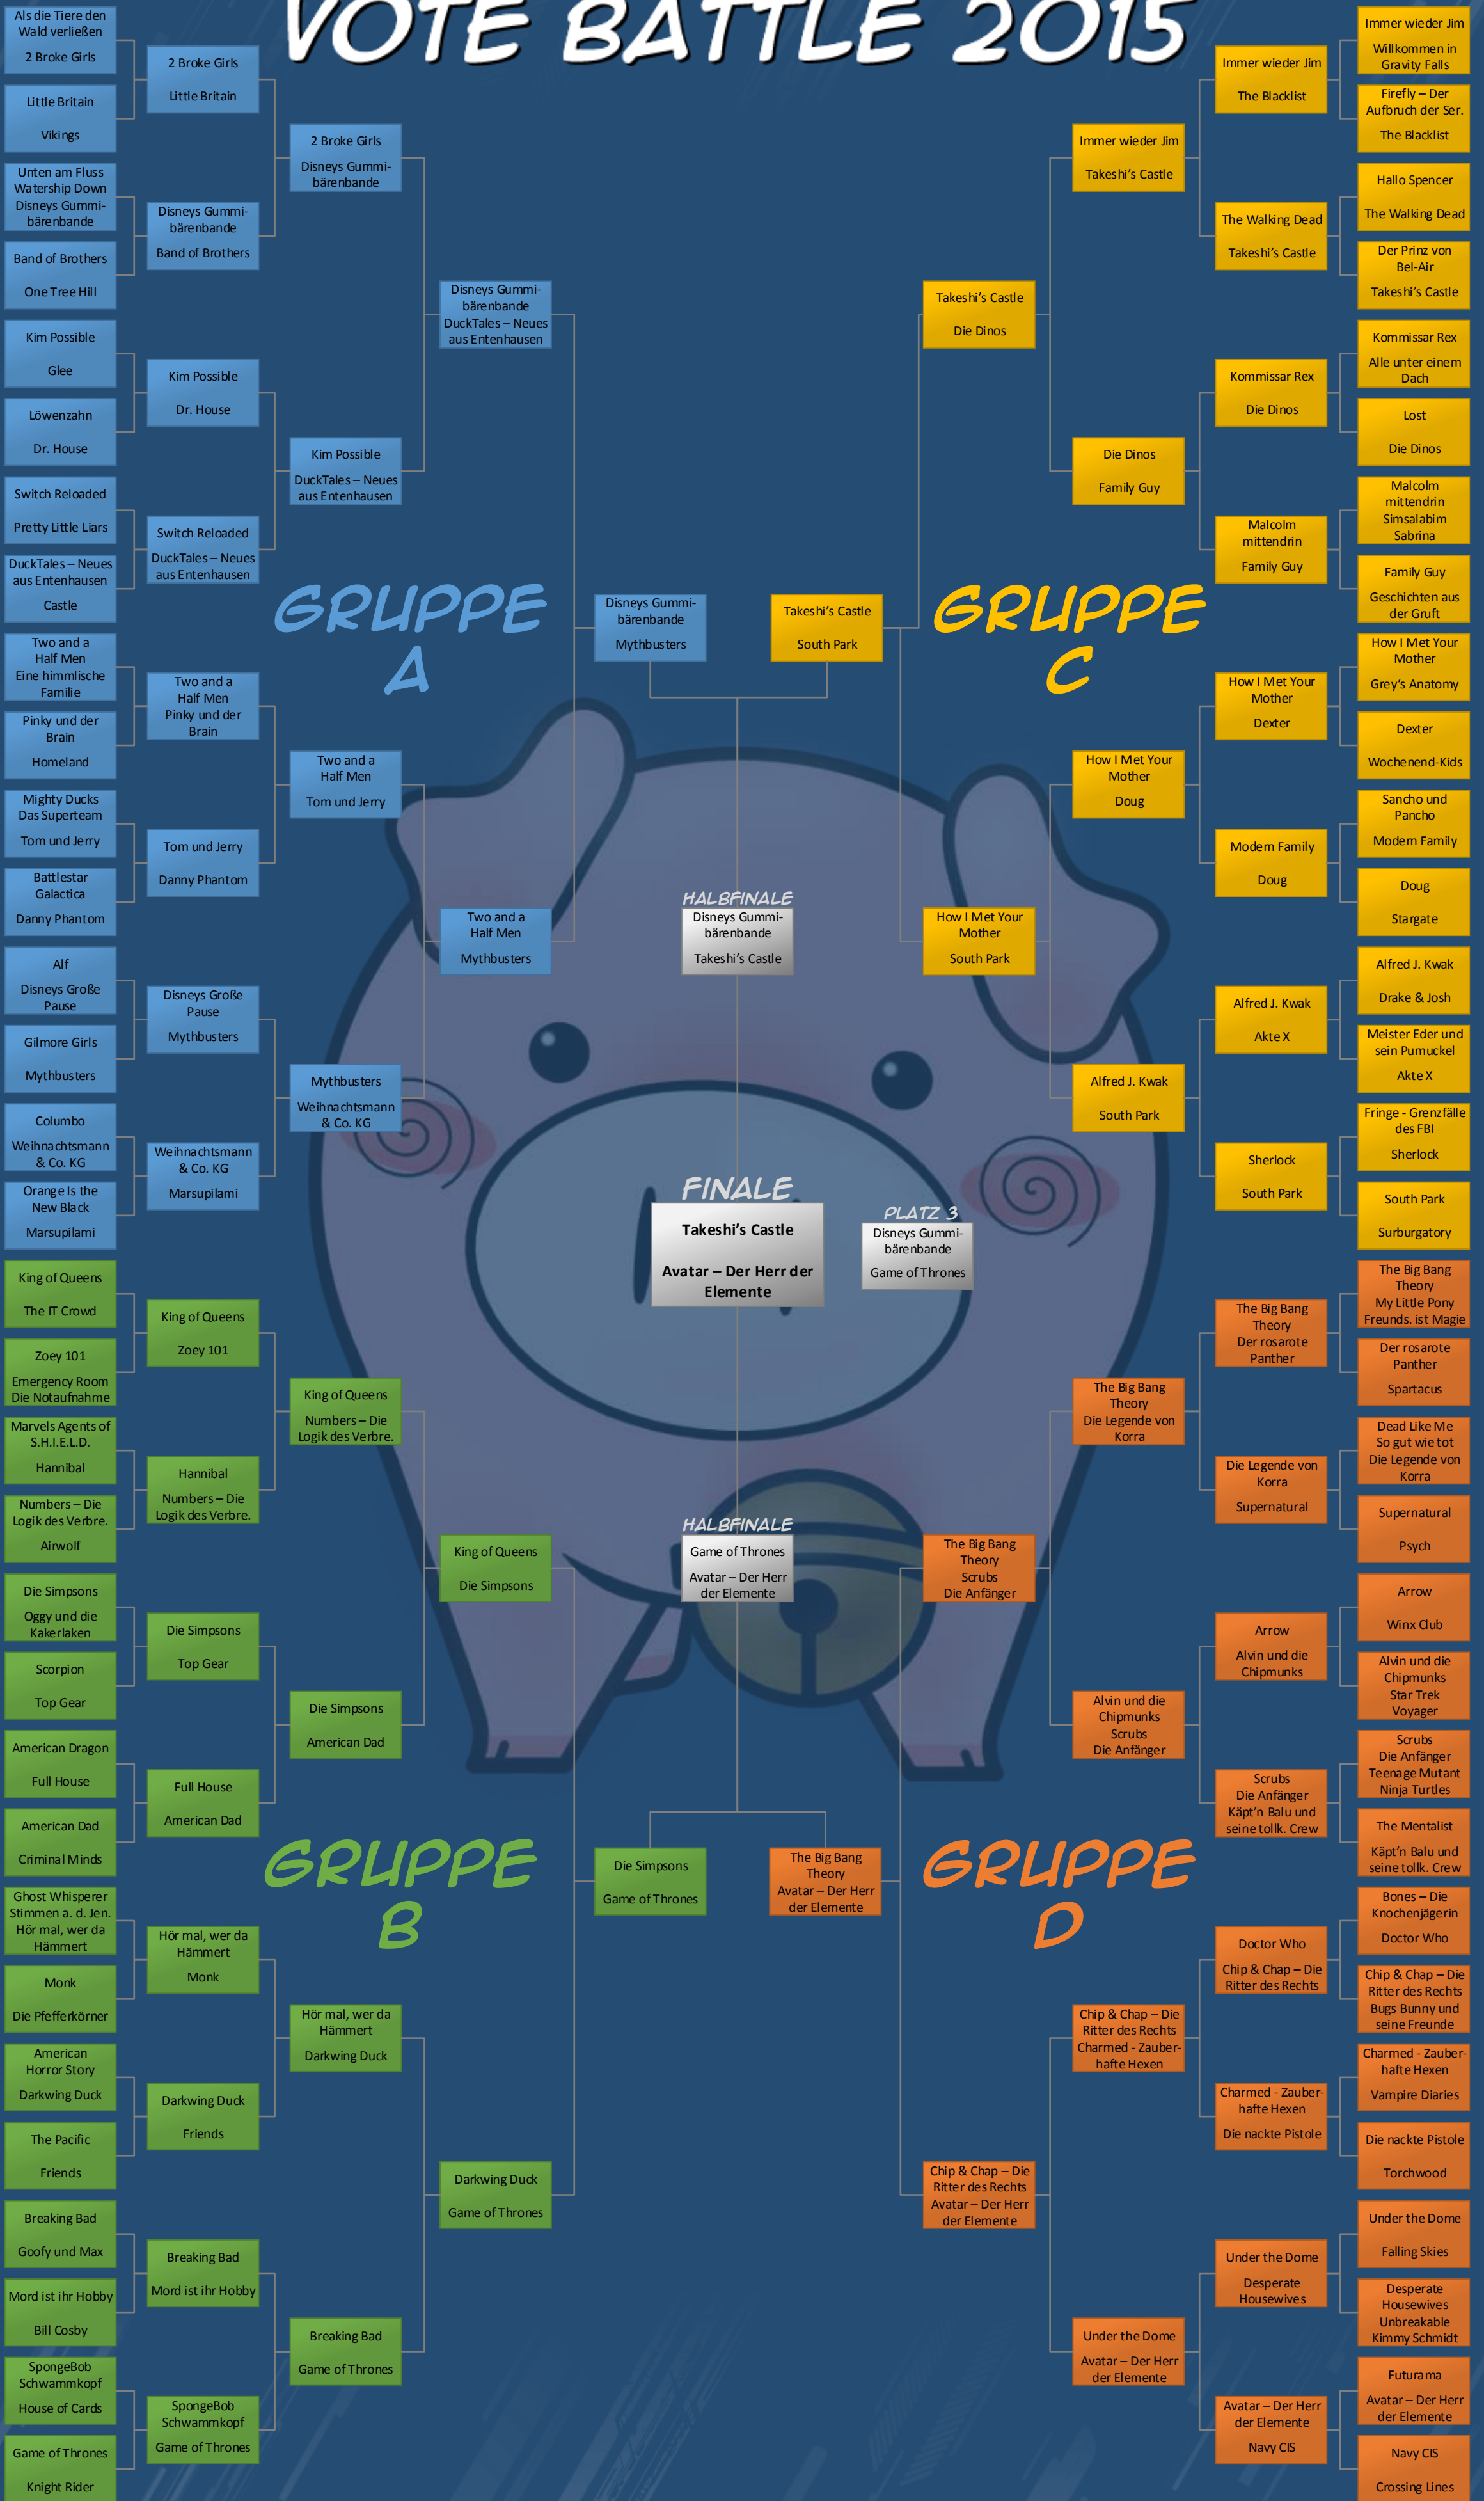 VOTE BATTLE 2015
Als die Tiere den
Wald verließen
2 Broke Girls
Little Britain
Vikings
Unten am Fluss
Watership Down
Disneys Gummi-
bärenbande
Band of Brothers
One Tree Hill
Kim Possible
Glee
Löwenzahn
Dr. House
Switch Reloaded
Pretty Little Liars
DuckTales – Neues
aus Entenhausen
Castle
Two and a
Half Men
Eine himmlische
Familie
Pinky und der
Brain
Homeland
Mighty Ducks
Das Superteam
Tom und Jerry
Battlestar
Galactica
Danny Phantom
Alf
Disneys Große
Pause
Gilmore Girls
Mythbusters
Columbo
Weihnachtsmann
& Co. KG
Orange Is the
New Black
Marsupilami
2 Broke Girls
Little Britain
Disneys Gummi-
bärenbande
Band of Brothers
Kim Possible
Dr. House
Switch Reloaded
DuckTales – Neues
aus Entenhausen
Two and a
Half Men
Pinky und der
Brain
Tom und Jerry
Danny Phantom
Disneys Große
Pause
Mythbusters
Weihnachtsmann
& Co. KG
Marsupilami
2 Broke Girls
Disneys Gummi-
bärenbande
Kim Possible
DuckTales – Neues
aus Entenhausen
Two and a
Half Men
Tom und Jerry
Mythbusters
Weihnachtsmann
& Co. KG
Disneys Gummi-
bärenbande
DuckTales – Neues
aus Entenhausen
Two and a
Half Men
Mythbusters
GRUPPE
A
Disneys Gummi-
bärenbande
Mythbusters
Takeshi's Castle
South Park
GRUPPE
C
Takeshi's Castle
Die Dinos
How I Met Your
Mother
South Park
Immer wieder Jim
Takeshi's Castle
Die Dinos
Family Guy
How I Met Your
Mother
Doug
Alfred J. Kwak
South Park
Immer wieder Jim
The Blacklist
The Walking Dead
Takeshi's Castle
Kommissar Rex
Die Dinos
Malcolm
mittendrin
Family Guy
How I Met Your
Mother
Dexter
Modern Family
Doug
Alfred J. Kwak
Akte X
Sherlock
South Park
Immer wieder Jim
Willkommen in
Gravity Falls
Firefly – Der
Aufbruch der Ser.
The Blacklist
Hallo Spencer
The Walking Dead
Der Prinz von
Bel-Air
Takeshi's Castle
Kommissar Rex
Alle unter einem
Dach
Lost
Die Dinos
Malcolm
mittendrin
Simsalabim
Sabrina
Family Guy
Geschichten aus
der Gruft
How I Met Your
Mother
Grey's Anatomy
Dexter
Wochenend-Kids
Sancho und
Pancho
Modern Family
Doug
Stargate
Alfred J. Kwak
Drake & Josh
Meister Eder und
sein Pumuckel
Akte X
Fringe - Grenzfälle
des FBI
Sherlock
South Park
Surburgatory
HALBFINALE
Disneys Gummi-
bärenbande
Takeshi's Castle
FINALE
Takeshi's Castle
Avatar – Der Herr der
Elemente
PLATZ 3
Disneys Gummi-
bärenbande
Game of Thrones
HALBFINALE
Game of Thrones
Avatar – Der Herr
der Elemente
King of Queens
The IT Crowd
Zoey 101
Emergency Room
Die Notaufnahme
Marvels Agents of
S.H.I.E.L.D.
Hannibal
Numbers – Die
Logik des Verbre.
Airwolf
Die Simpsons
Oggy und die
Kakerlaken
Scorpion
Top Gear
American Dragon
Full House
American Dad
Criminal Minds
Ghost Whisperer
Stimmen a. d. Jen.
Hör mal, wer da
Hämmert
Monk
Die Pfefferkörner
American
Horror Story
Darkwing Duck
The Pacific
Friends
Breaking Bad
Goofy und Max
Mord ist ihr Hobby
Bill Cosby
SpongeBob
Schwammkopf
House of Cards
Game of Thrones
Knight Rider
King of Queens
Zoey 101
Hannibal
Numbers – Die
Logik des Verbre.
Die Simpsons
Top Gear
Full House
American Dad
Hör mal, wer da
Hämmert
Monk
Darkwing Duck
Friends
Breaking Bad
Mord ist ihr Hobby
SpongeBob
Schwammkopf
Game of Thrones
King of Queens
Numbers – Die
Logik des Verbre.
Die Simpsons
American Dad
Hör mal, wer da
Hämmert
Darkwing Duck
Breaking Bad
Game of Thrones
King of Queens
Die Simpsons
Darkwing Duck
Game of Thrones
GRUPPE
B
Die Simpsons
Game of Thrones
The Big Bang
Theory
Avatar – Der Herr
der Elemente
GRUPPE
D
The Big Bang
Theory
Scrubs
Die Anfänger
Chip & Chap – Die
Ritter des Rechts
Avatar – Der Herr
der Elemente
The Big Bang
Theory
Die Legende von
Korra
Alvin und die
Chipmunks
Scrubs
Die Anfänger
Chip & Chap – Die
Ritter des Rechts
Charmed - Zauber-
hafte Hexen
Under the Dome
Avatar – Der Herr
der Elemente
The Big Bang
Theory
Der rosarote
Panther
Die Legende von
Korra
Supernatural
Arrow
Alvin und die
Chipmunks
Scrubs
Die Anfänger
Käpt'n Balu und
seine tollk. Crew
Doctor Who
Chip & Chap – Die
Ritter des Rechts
Charmed - Zauber-
hafte Hexen
Die nackte Pistole
Under the Dome
Desperate
Housewives
Avatar – Der Herr
der Elemente
Navy CIS
The Big Bang
Theory
My Little Pony
Freunds. ist Magie
Der rosarote
Panther
Spartacus
Dead Like Me
So gut wie tot
Die Legende von
Korra
Supernatural
Psych
Arrow
Winx Club
Alvin und die
Chipmunks
Star Trek
Voyager
Scrubs
Die Anfänger
Teenage Mutant
Ninja Turtles
The Mentalist
Käpt'n Balu und
seine tollk. Crew
Bones – Die
Knochenjägerin
Doctor Who
Chip & Chap – Die
Ritter des Rechts
Bugs Bunny und
seine Freunde
Charmed - Zauber-
hafte Hexen
Vampire Diaries
Die nackte Pistole
Torchwood
Under the Dome
Falling Skies
Desperate
Housewives
Unbreakable
Kimmy Schmidt
Futurama
Avatar – Der Herr
der Elemente
Navy CIS
Crossing Lines